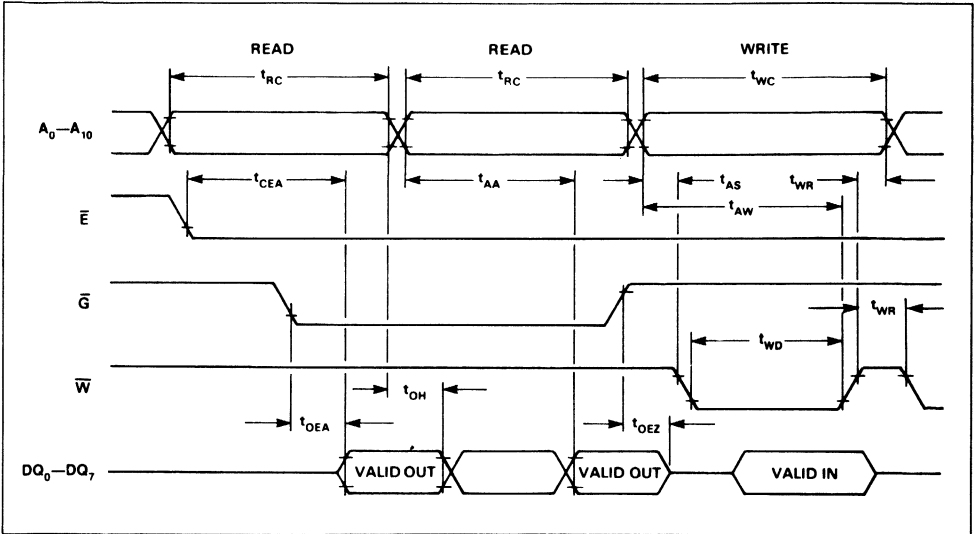 READ READ WRITE
tRC tRC tWC
A0—A10
tCEA tAA tAS tWR
tAW
E̅
G̅
tWR
tWD
W̅
tOH
tOEA tOEZ
DQ0—DQ7 VALID OUT VALID OUT VALID IN